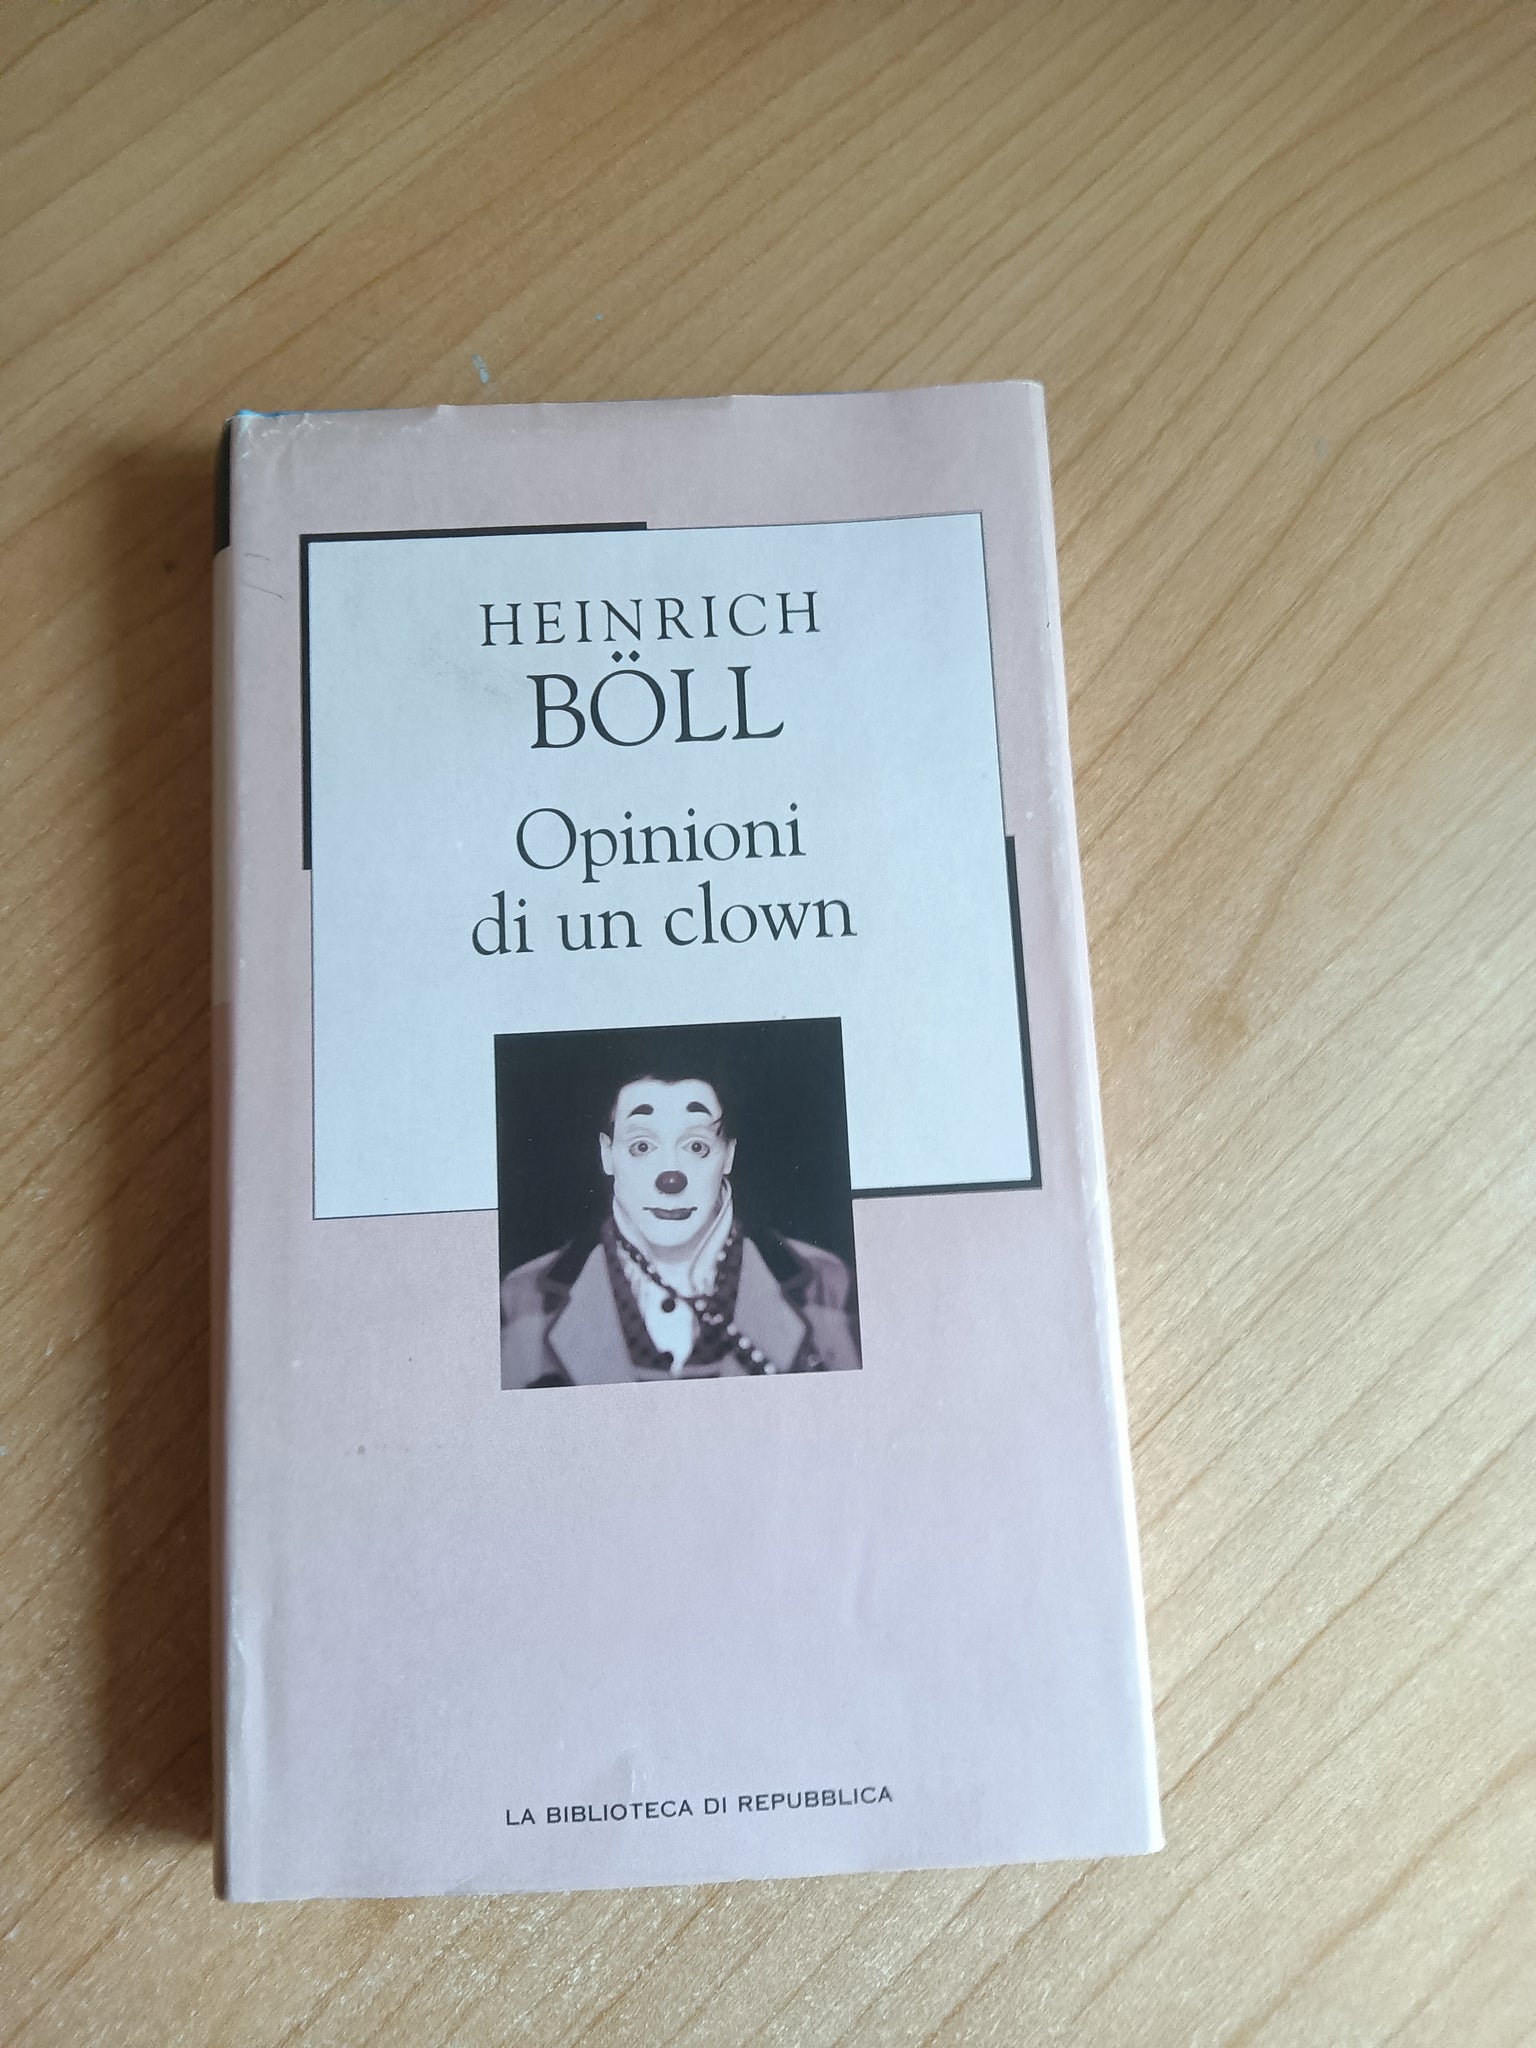 HEINRICH
BÖLL
Opinioni
di un clown
LA BIBLIOTECA DI REPUBBLICA